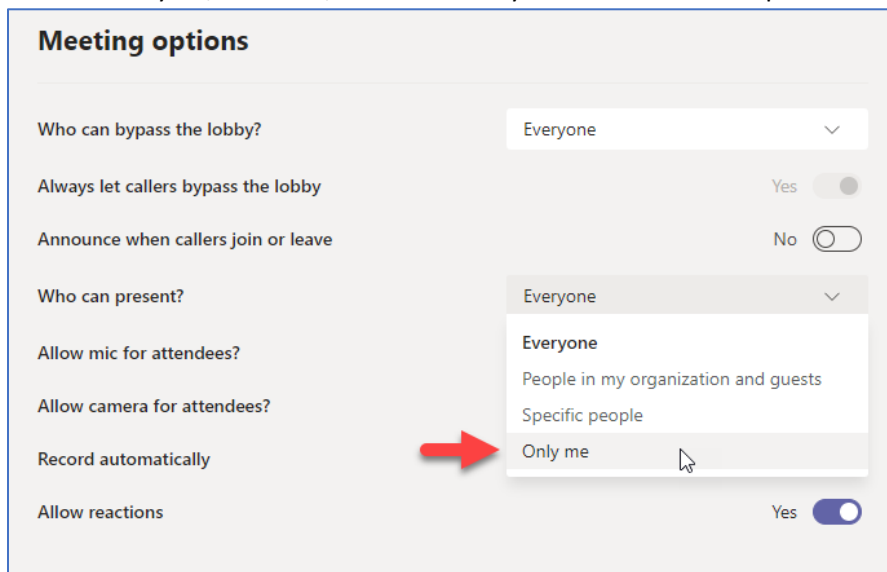 Meeting options
Who can bypass the lobby? Everyone
Always let callers bypass the lobby Yes
Announce when callers join or leave No
Who can present? Everyone
Everyone
Allow mic for attendees?
People in my organization and guests
Allow camera for attendees?
Specific people
Only me
Record automatically
Allow reactions Yes